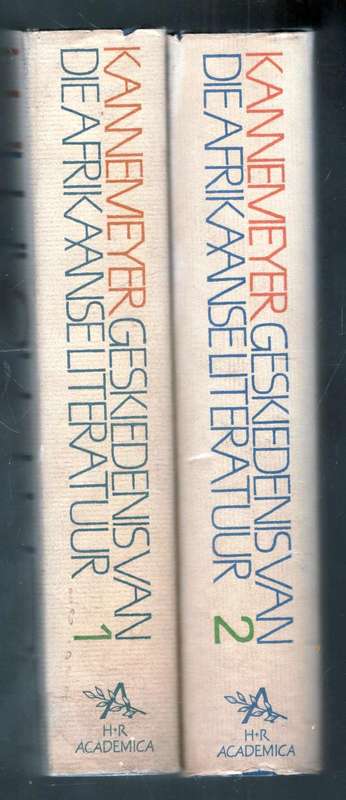 KANNEMEYER GESKIEDENIS VAN
DIE AFRIKAANSE LITERATUUR
1
H+R
ACADEMICA
KANNEMEYER GESKIEDENIS VAN
DIE AFRIKAANSE LITERATUUR
2
H+R
ACADEMICA